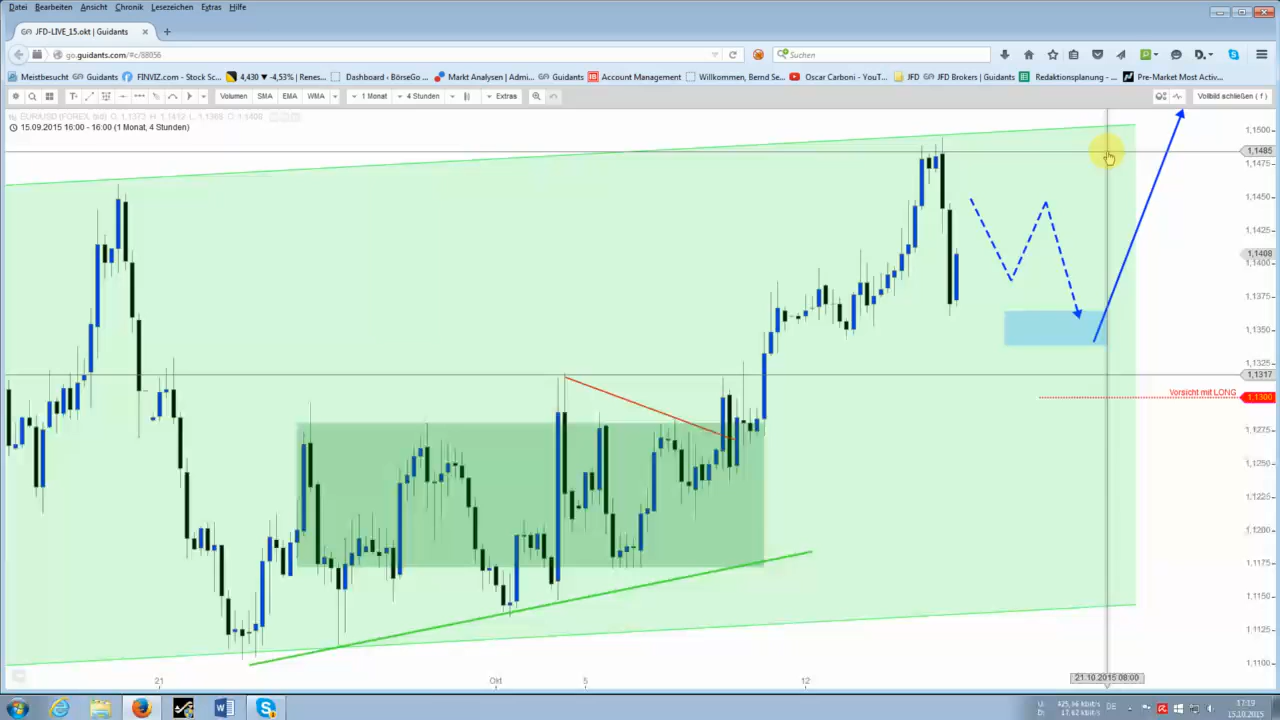 Datei Bearbeiten Ansicht Chronik Lesezeichen Extras Hilfe
JFD-LIVE_15.okt | Guidants
go.guidants.com/#c/88056
Suchen
Meistbesucht Guidants FINVIZ.com - Stock Sc... 4,430 -4,53% | Renes... Dashboard ‹ BörseGo ... Markt Analysen | Admi... Guidants Account Management Willkommen, Bernd Se... Oscar Carboni - YouT... JFD JFD Brokers | Guidants Redaktionsplanung -... Pre-Market Most Activ...
Volumen SMA EMA WMA 1 Monat 4 Stunden Extras Vollbild schließen ( f )
EUR/USD (FOREX, bid)
15.09.2015 16:00 - 16:00 (1 Monat, 4 Stunden)
1,1500
1,1485
1,1475
1,1450
1,1425
1,1408
1,1400
1,1375
1,1350
1,1325
1,1317
Vorsicht mit LONG
1,1300
1,1275
1,1250
1,1225
1,1200
1,1175
1,1150
1,1125
1,1100
21 Okt 5 12 21.10.2015 08:00
DE
17:19
15.10.2015